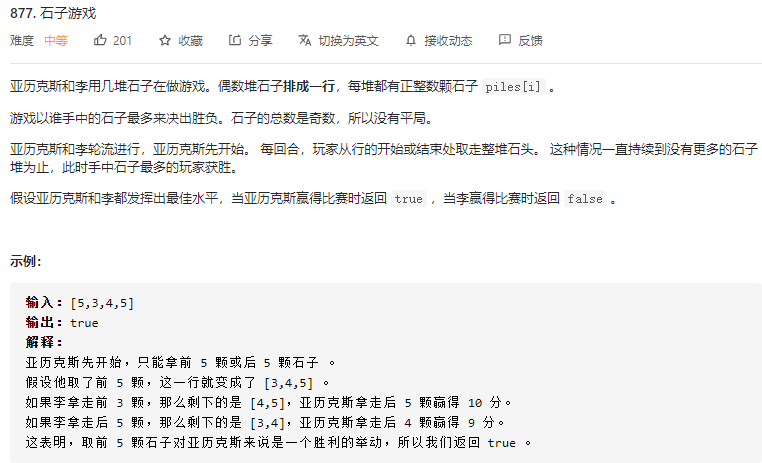 877. 石子游戏
难度 中等 201 收藏 分享 切换为英文 接收动态 反馈
亚历克斯和李用几堆石子在做游戏。偶数堆石子排成一行，每堆都有正整数颗石子 piles[i] 。
游戏以谁手中的石子最多来决出胜负。石子的总数是奇数，所以没有平局。
亚历克斯和李轮流进行，亚历克斯先开始。 每回合，玩家从行的开始或结束处取走整堆石头。 这种情况一直持续到没有更多的石子
堆为止，此时手中石子最多的玩家获胜。
假设亚历克斯和李都发挥出最佳水平，当亚历克斯赢得比赛时返回 true ，当李赢得比赛时返回 false 。
示例：
输入：[5,3,4,5]
输出：true
解释：
亚历克斯先开始，只能拿前 5 颗或后 5 颗石子 。
假设他取了前 5 颗，这一行就变成了 [3,4,5] 。
如果李拿走前 3 颗，那么剩下的是 [4,5]，亚历克斯拿走后 5 颗赢得 10 分。
如果李拿走后 5 颗，那么剩下的是 [3,4]，亚历克斯拿走后 4 颗赢得 9 分。
这表明，取前 5 颗石子对亚历克斯来说是一个胜利的举动，所以我们返回 true 。